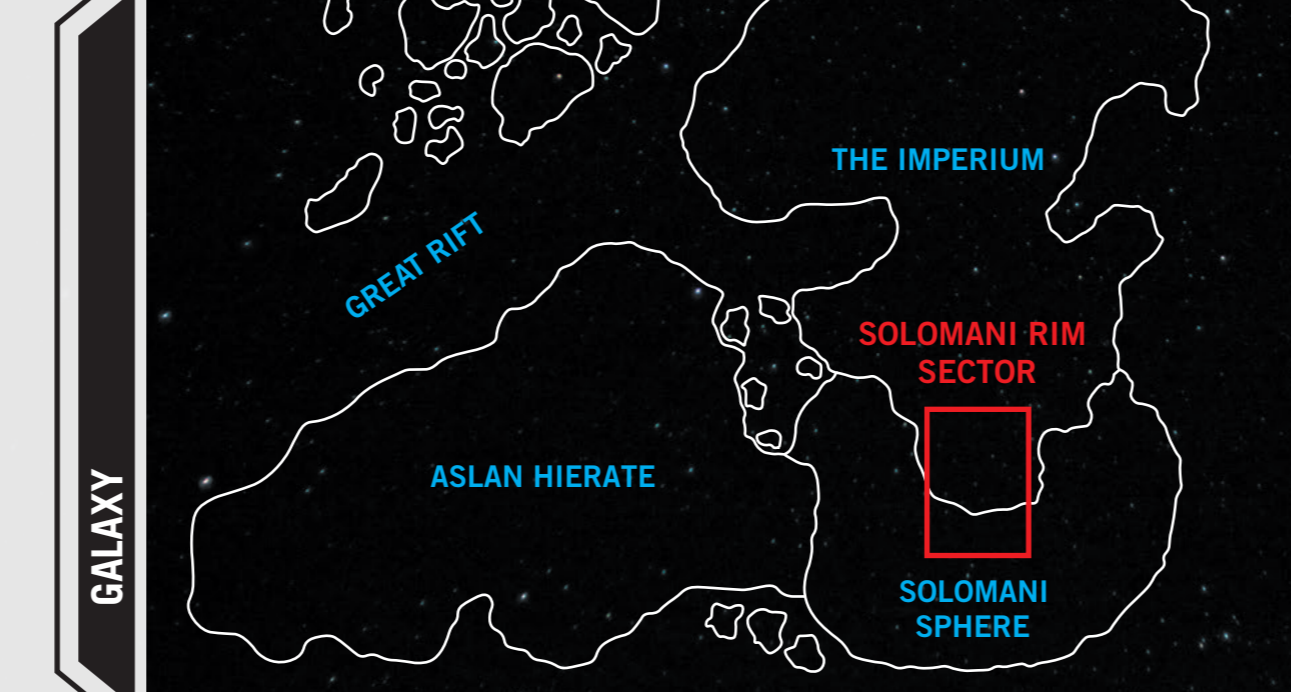 GALAXY
THE IMPERIUM
GREAT RIFT
SOLOMANI RIM
SECTOR
ASLAN HIERATE
SOLOMANI
SPHERE